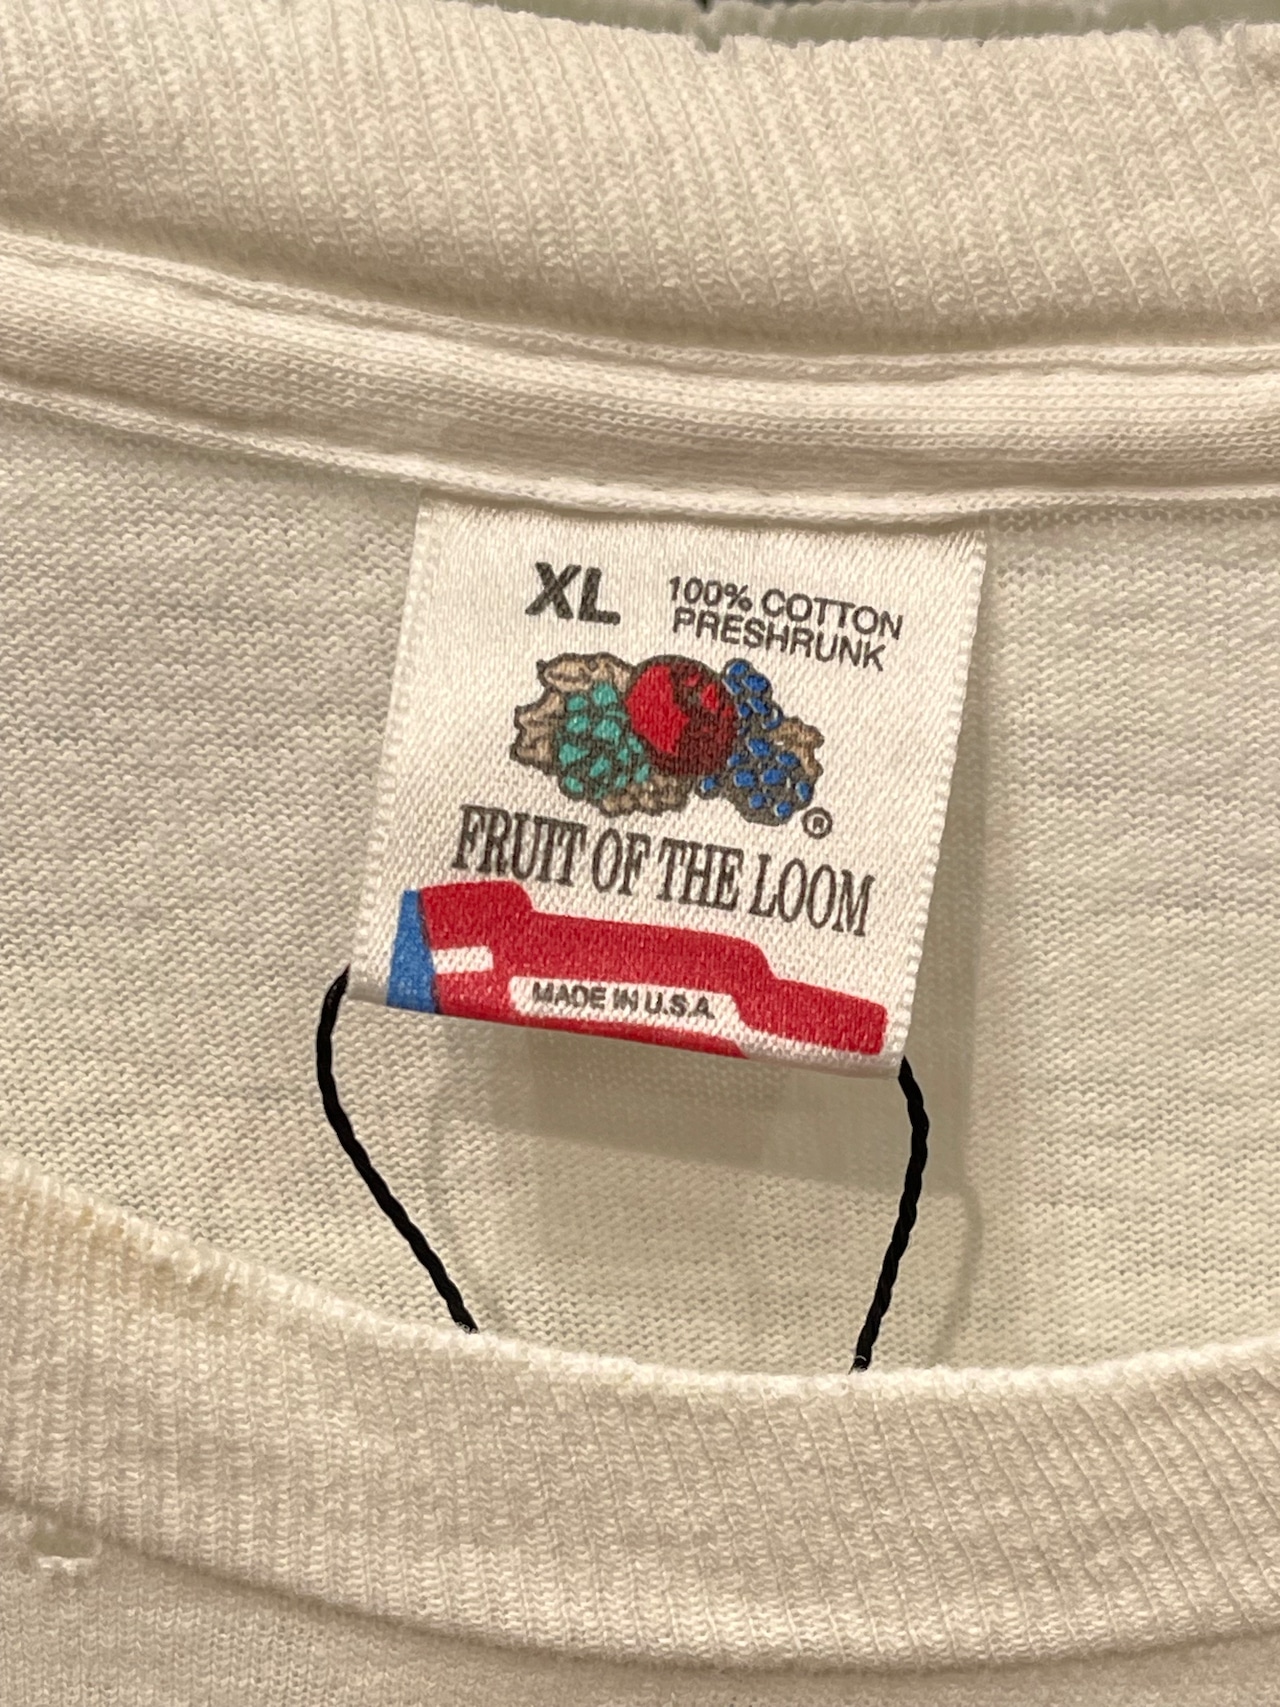 XL
100% COTTON
PRESHRUNK
®
FRUIT OF THE LOOM
MADE IN U.S.A.